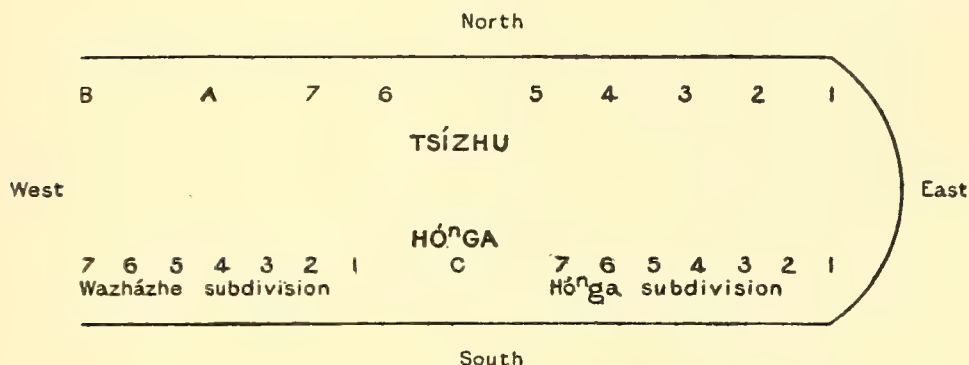 North
B A 7 6 5 4 3 2 1
TSÍZHU
West East
HÓⁿGA
7 6 5 4 3 2 1 C 7 6 5 4 3 2 1
Wazházhe subdivision Hóⁿga subdivision
South